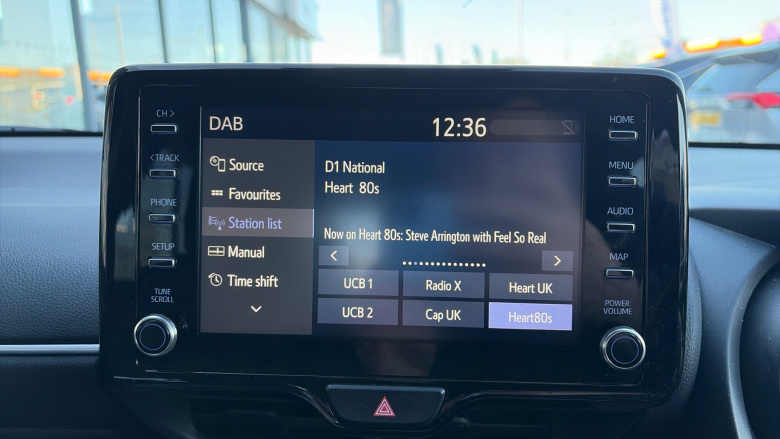 CH >
< TRACK
PHONE
SETUP
TUNE
SCROLL
DAB
12:36
Source
Favourites
Station list
Manual
Time shift
D1 National
Heart 80s
Now on Heart 80s: Steve Arrington with Feel So Real
< >
UCB 1 Radio X Heart UK
UCB 2 Cap UK Heart80s
HOME
MENU
AUDIO
MAP
POWER
VOLUME